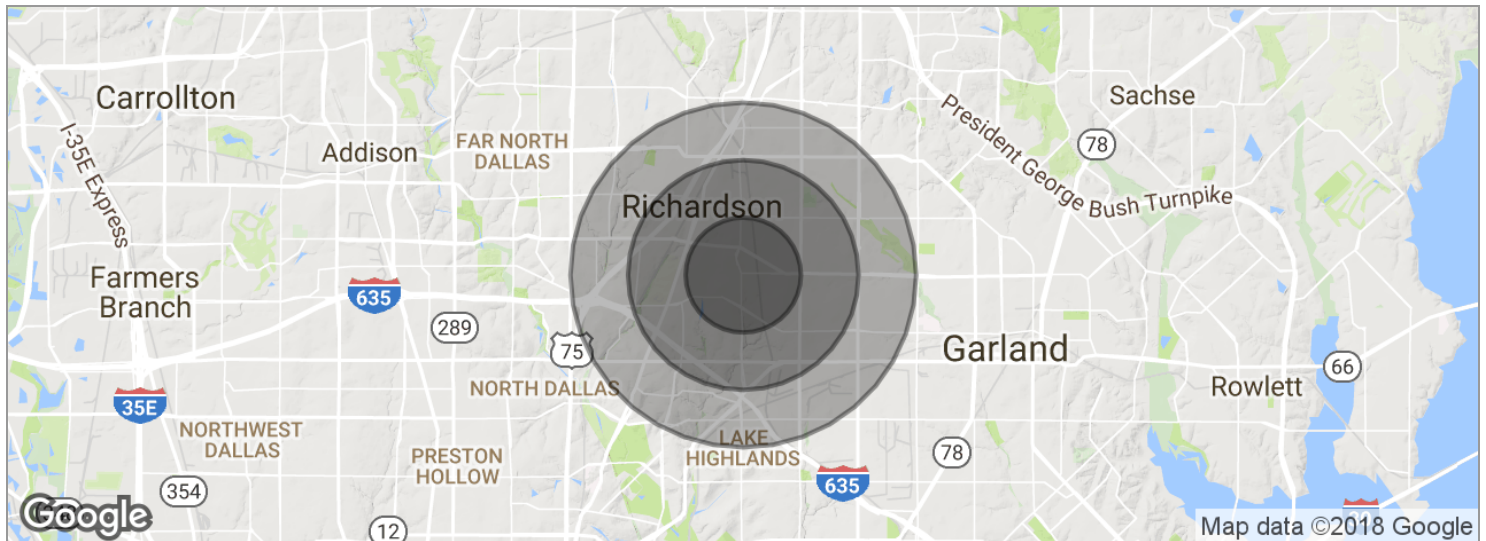 Carrollton
Sachse
I-35E Express
President George Bush Turnpike
78
Addison
FAR NORTH
DALLAS
Richardson
Farmers
Branch
635
289
75
Garland
66
NORTH DALLAS
Rowlett
35E
NORTHWEST
DALLAS
PRESTON
HOLLOW
LAKE
HIGHLANDS
78
635
354
12
Google
Map data ©2018 Google